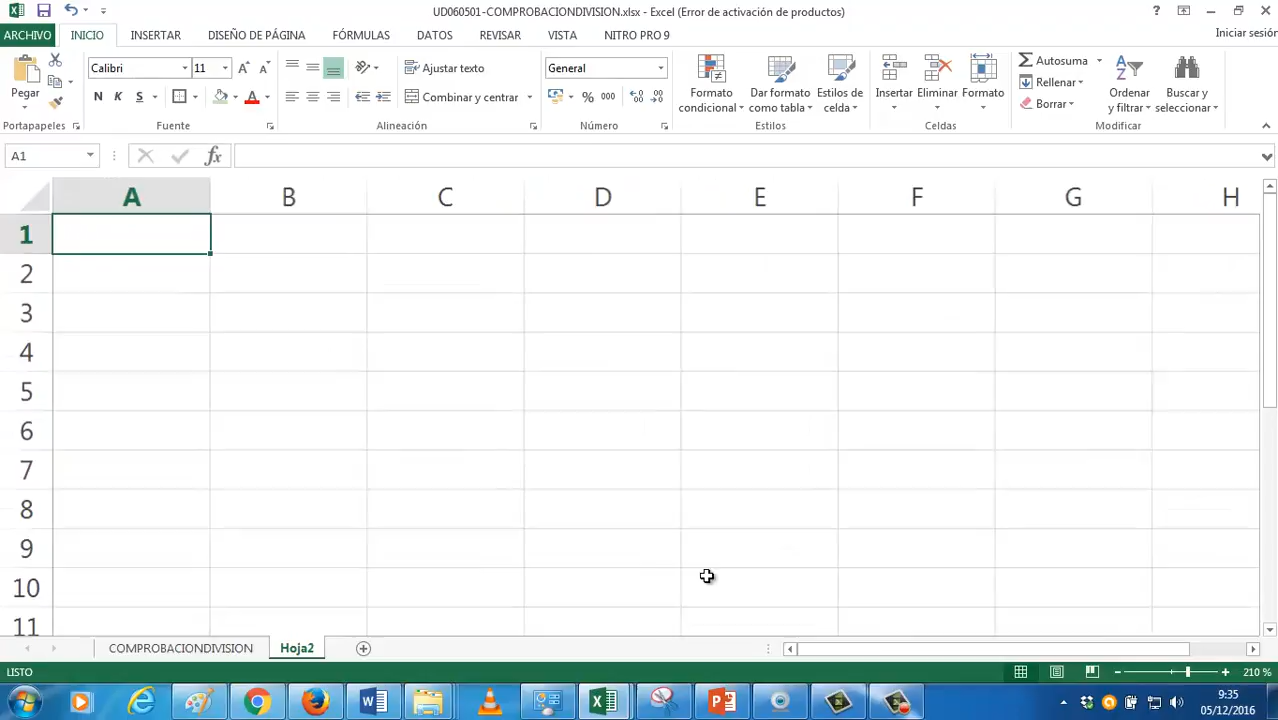 UD060501-COMPROBACIONDIVISION.xlsx - Excel (Error de activación de productos)
ARCHIVO INICIO INSERTAR DISEÑO DE PÁGINA FÓRMULAS DATOS REVISAR VISTA NITRO PRO 9 Iniciar sesión
Pegar
Calibri 11
N K S
Ajustar texto
Combinar y centrar
General
% 000
Formato condicional
Dar formato como tabla
Estilos de celda
Insertar Eliminar Formato
Autosuma
Rellenar
Borrar
Ordenar y filtrar
Buscar y seleccionar
Portapapeles Fuente Alineación Número Estilos Celdas Modificar
A1 fx
A B C D E F G H
1
2
3
4
5
6
7
8
9
10
11
COMPROBACIONDIVISION Hoja2
LISTO 210 %
9:35
05/12/2016